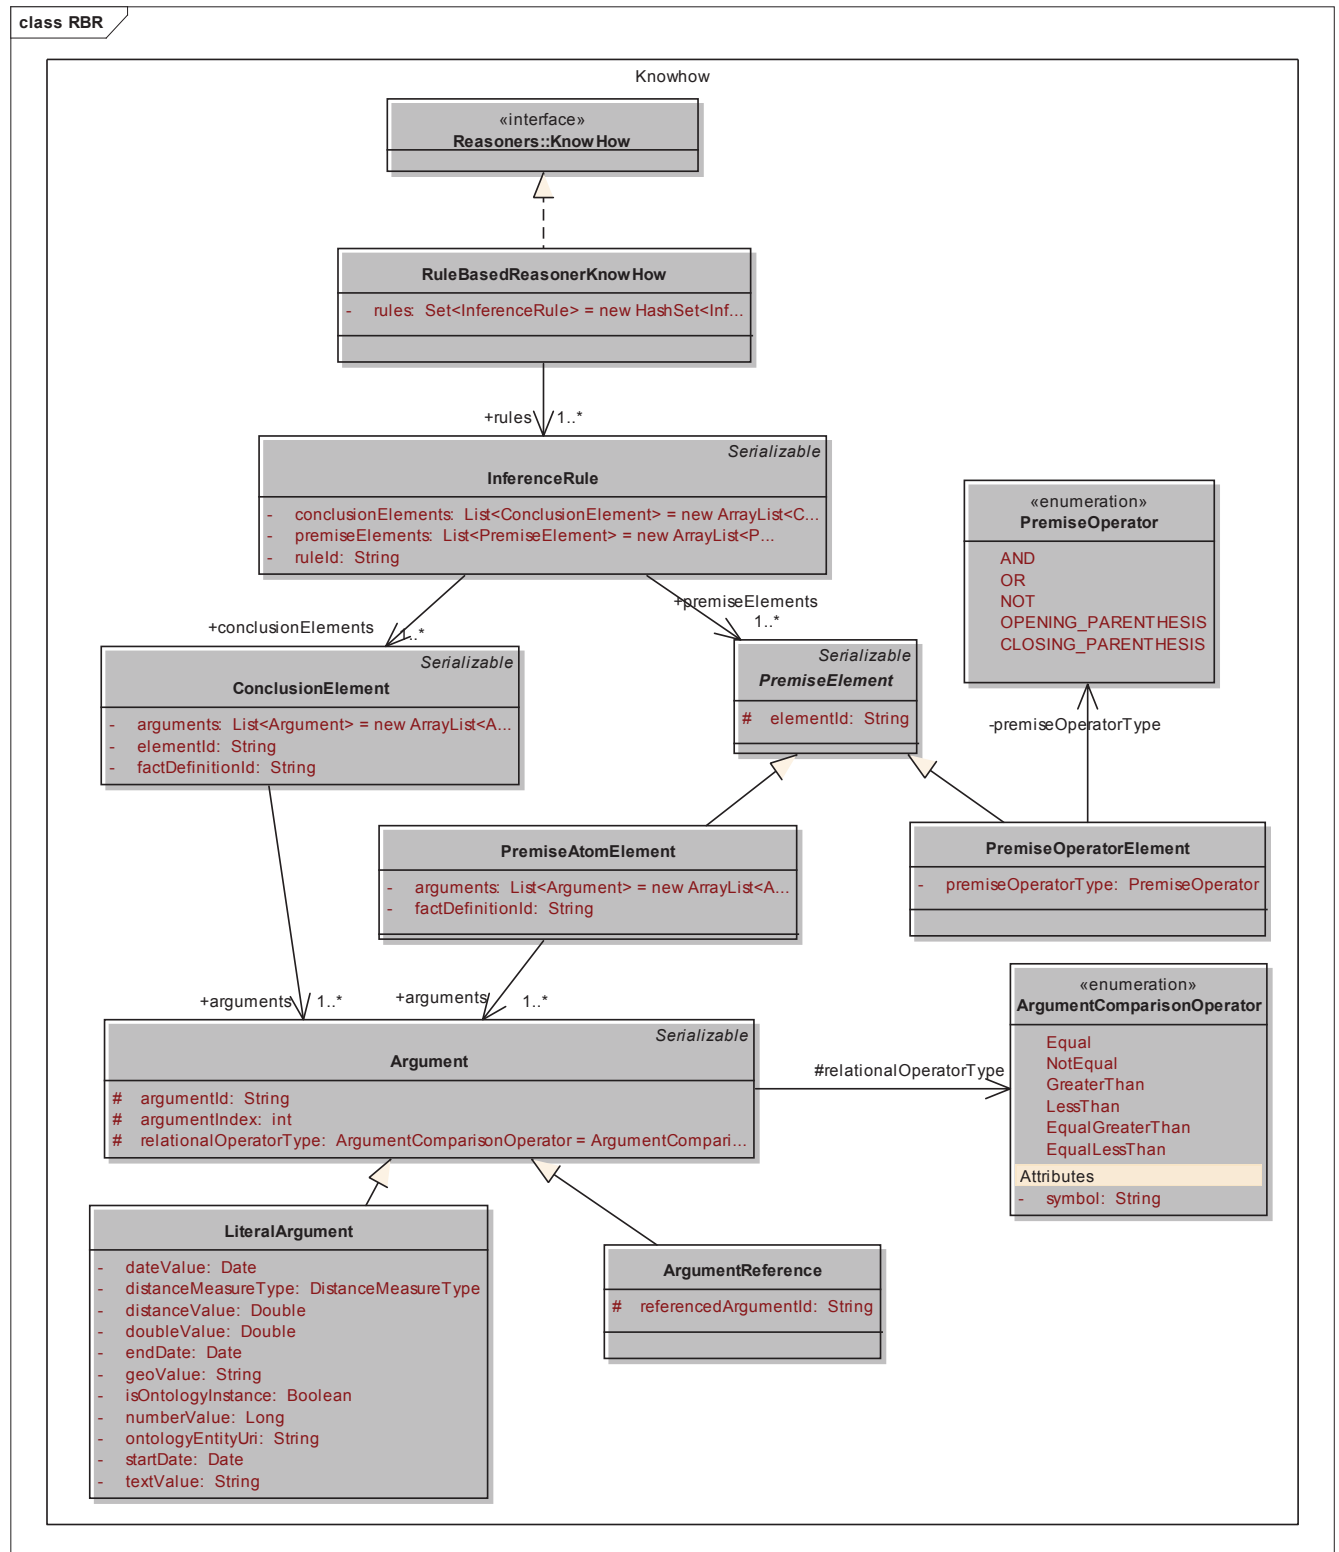 class RBR
Knowhow
«interface»
Reasoners::KnowHow
RuleBasedReasonerKnowHow
- rules: Set<InferenceRule> = new HashSet<Inf...
+rules 1..*
Serializable
InferenceRule
- conclusionElements: List<ConclusionElement> = new ArrayList<C...
- premiseElements: List<PremiseElement> = new ArrayList<P...
- ruleId: String
«enumeration»
PremiseOperator
AND
OR
NOT
OPENING_PARENTHESIS
CLOSING_PARENTHESIS
+conclusionElements 1..*
+premiseElements
1..*
Serializable
ConclusionElement
- arguments: List<Argument> = new ArrayList<A...
- elementId: String
- factDefinitionId: String
Serializable
PremiseElement
# elementId: String
-premiseOperatorType
PremiseAtomElement
- arguments: List<Argument> = new ArrayList<A...
- factDefinitionId: String
PremiseOperatorElement
- premiseOperatorType: PremiseOperator
+arguments 1..*
+arguments 1..*
Serializable
Argument
# argumentId: String
# argumentIndex: int
# relationalOperatorType: ArgumentComparisonOperator = ArgumentCompari...
#relationalOperatorType
«enumeration»
ArgumentComparisonOperator
Equal
NotEqual
GreaterThan
LessThan
EqualGreaterThan
EqualLessThan
Attributes
- symbol: String
LiteralArgument
- dateValue: Date
- distanceMeasureType: DistanceMeasureType
- distanceValue: Double
- doubleValue: Double
- endDate: Date
- geoValue: String
- isOntologyInstance: Boolean
- numberValue: Long
- ontologyEntityUri: String
- startDate: Date
- textValue: String
ArgumentReference
# referencedArgumentId: String